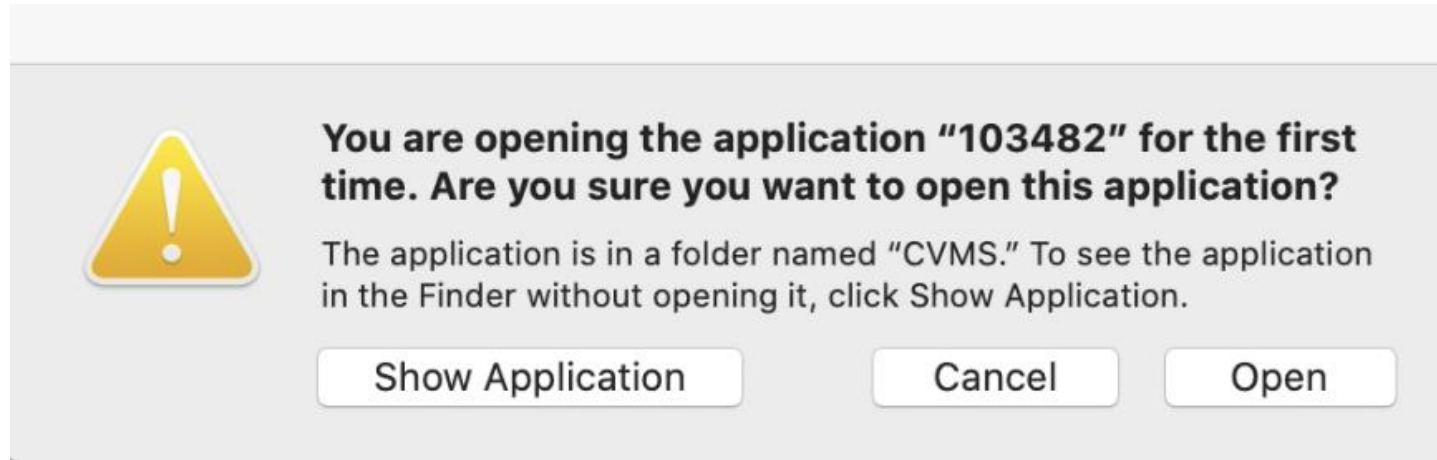 You are opening the application “103482” for the first
time. Are you sure you want to open this application?
The application is in a folder named “CVMS.” To see the application
in the Finder without opening it, click Show Application.
Show Application Cancel Open